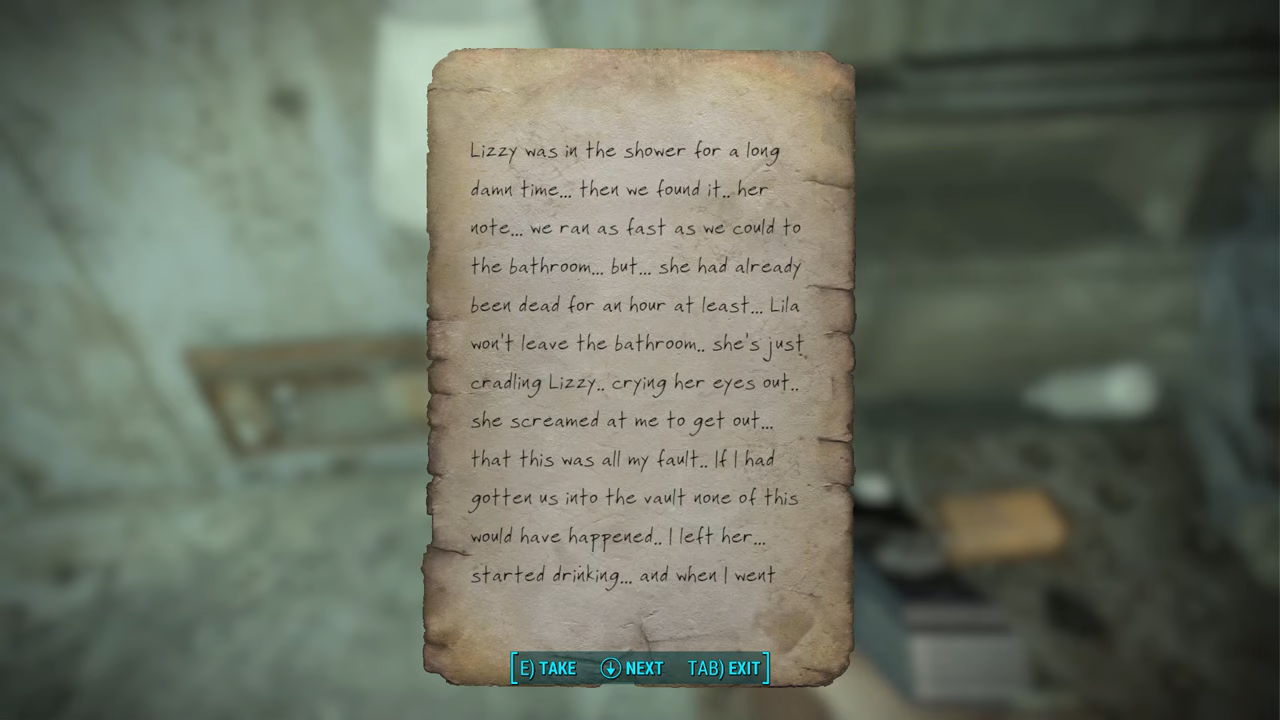 Lizzy was in the shower for a long
damn time... then we found it.. her
note... we ran as fast as we could to
the bathroom... but... she had already
been dead for an hour at least... Lila
won't leave the bathroom.. she's just
cradling Lizzy.. crying her eyes out..
she screamed at me to get out...
that this was all my fault.. If I had
gotten us into the vault none of this
would have happened.. I left her...
started drinking... and when I went
E) TAKE NEXT TAB) EXIT